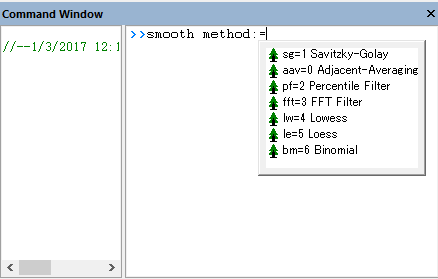 Command Window
//--1/3/2017 12:1
>>smooth method:=
sg=1 Savitzky-Golay
aav=0 Adjacent-Averaging
pf=2 Percentile Filter
fft=3 FFT Filter
lw=4 Lowess
le=5 Loess
bm=6 Binomial